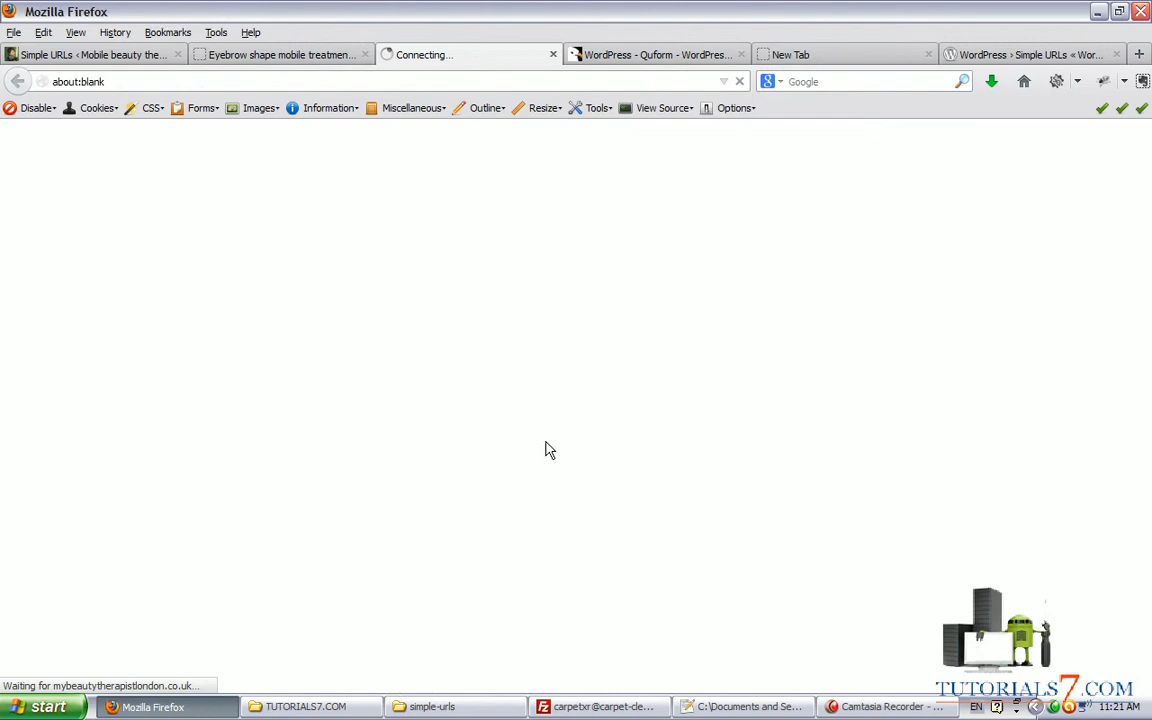 Mozilla Firefox
File Edit View History Bookmarks Tools Help
Simple URLs ‹ Mobile beauty the... Eyebrow shape mobile treatment... Connecting... WordPress - Quform - WordPress... New Tab WordPress › Simple URLs « Wor...
about:blank Google
Disable Cookies CSS Forms Images Information Miscellaneous Outline Resize Tools View Source Options
TUTORIALS7.COM
Waiting for mybeautytherapistlondon.co.uk...
start Mozilla Firefox TUTORIALS7.COM simple-urls carpetxr@carpet-de... C:\Documents and Se... Camtasia Recorder - ... EN 11:21 AM